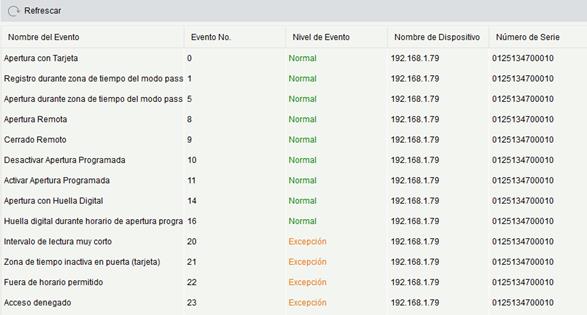 Refrescar
Nombre del Evento Evento No. Nivel de Evento Nombre de Dispositivo Número de Serie
Apertura con Tarjeta 0 Normal 192.168.1.79 0125134700010
Registro durante zona de tiempo del modo pass 1 Normal 192.168.1.79 0125134700010
Apertura durante zona de tiempo del modo pass 5 Normal 192.168.1.79 0125134700010
Apertura Remota 8 Normal 192.168.1.79 0125134700010
Cerrado Remoto 9 Normal 192.168.1.79 0125134700010
Desactivar Apertura Programada 10 Normal 192.168.1.79 0125134700010
Activar Apertura Programada 11 Normal 192.168.1.79 0125134700010
Apertura con Huella Digital 14 Normal 192.168.1.79 0125134700010
Huella digital durante horario de apertura progra 16 Normal 192.168.1.79 0125134700010
Intervalo de lectura muy corto 20 Excepción 192.168.1.79 0125134700010
Zona de tiempo inactiva en puerta (tarjeta) 21 Excepción 192.168.1.79 0125134700010
Fuera de horario permitido 22 Excepción 192.168.1.79 0125134700010
Acceso denegado 23 Excepción 192.168.1.79 0125134700010